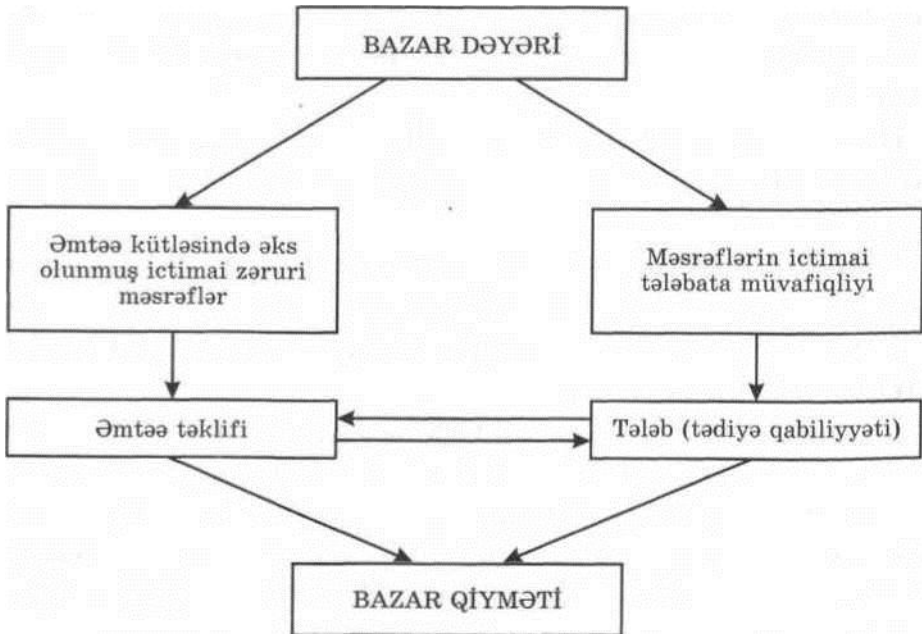 BAZAR DƏYƏRİ
Əmtəə kütləsində əks
olunmuş ictimai zəruri
məsrəflər
Məsrəflərin ictimai
tələbata müvafiqliyi
Əmtəə təklifi
Tələb (tədiyə qabiliyyəti)
BAZAR QİYMƏTİ